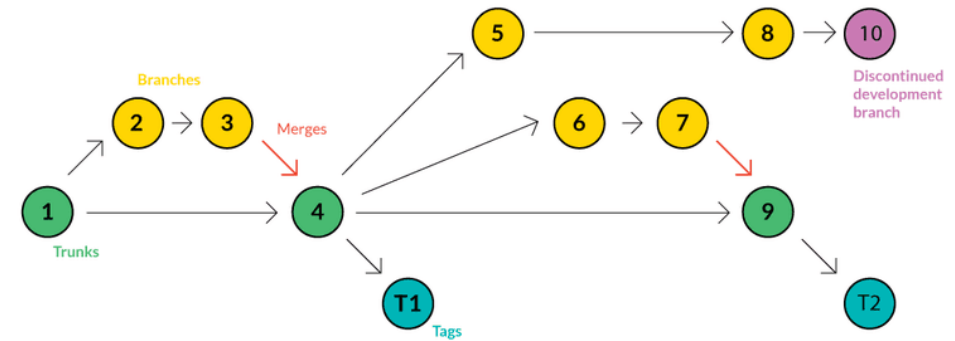 5
8
10
Branches
Discontinued
development
branch
2
3
Merges
6
7
1
4
9
Trunks
T1
T2
Tags